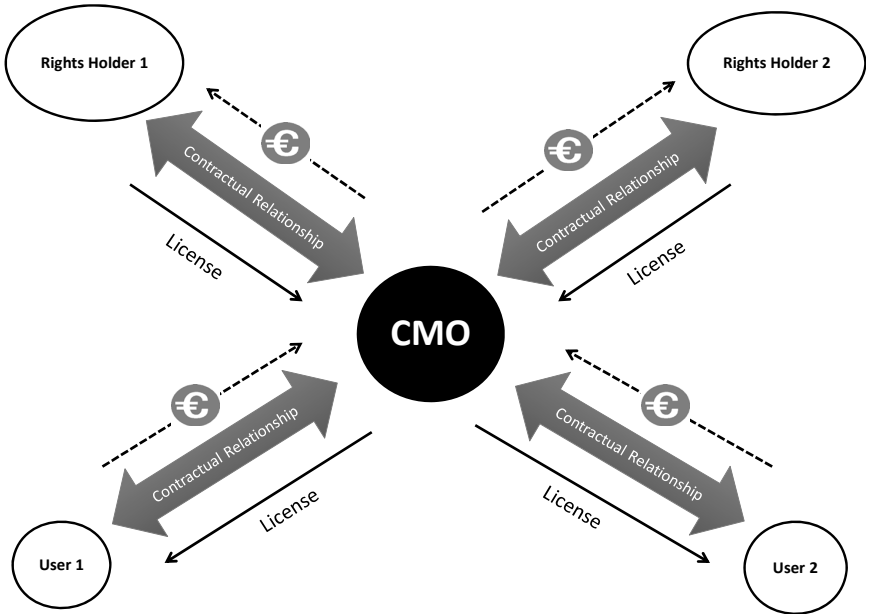 Rights Holder 1
Rights Holder 2
€
€
Contractual Relationship
Contractual Relationship
License
License
CMO
€
€
Contractual Relationship
Contractual Relationship
License
License
User 1
User 2